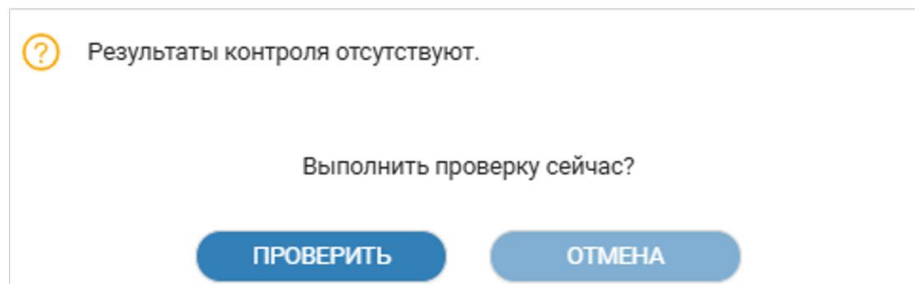 Результаты контроля отсутствуют.
Выполнить проверку сейчас?
ПРОВЕРИТЬ ОТМЕНА